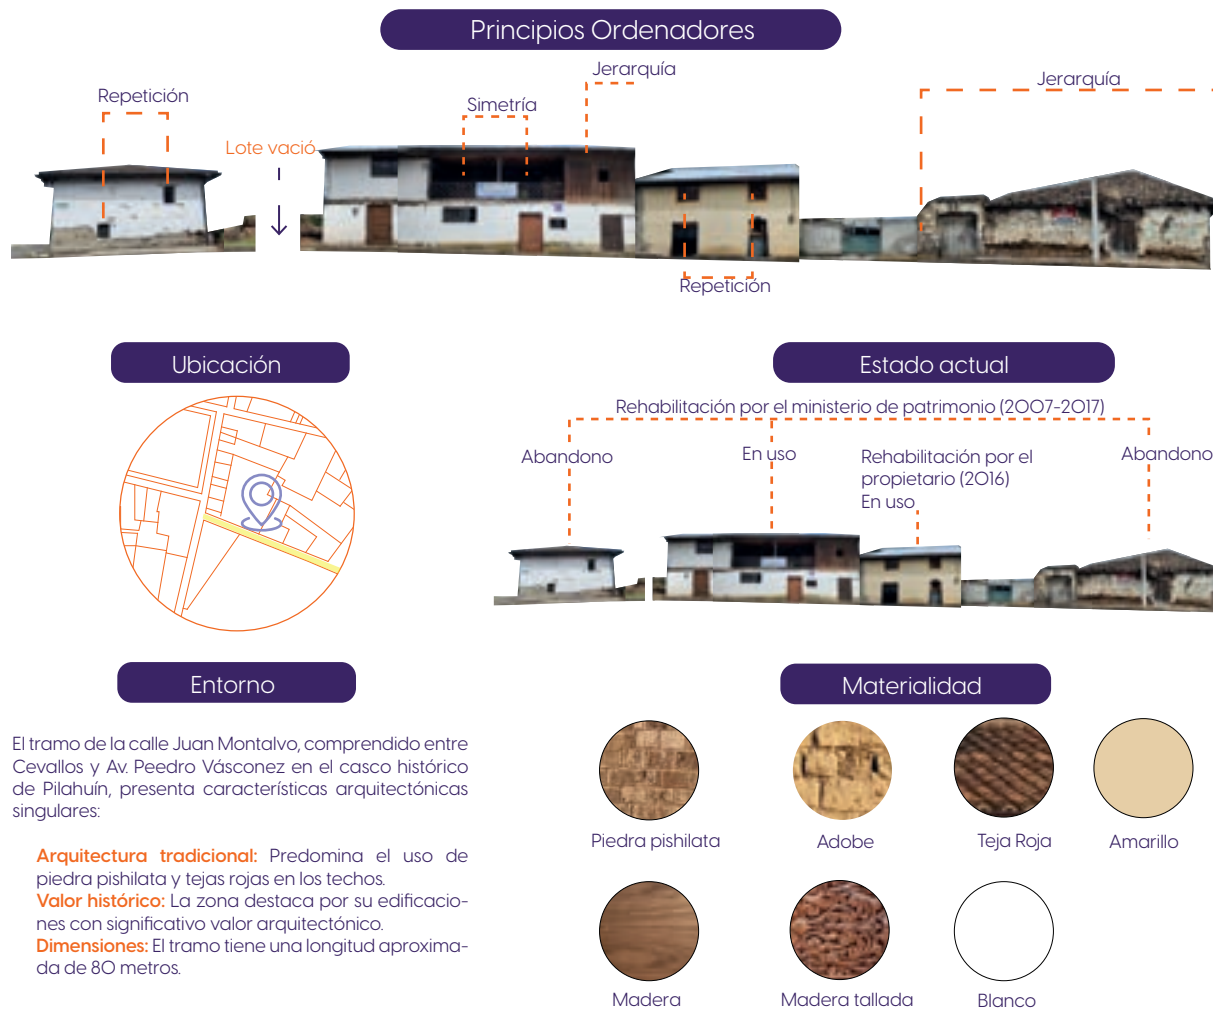 Principios Ordenadores
Jerarquía
Jerarquía
Repetición
Simetría
Lote vació
Repetición
Ubicación
Estado actual
Rehabilitación por el ministerio de patrimonio (2007-2017)
Abandono
En uso
Rehabilitación por el
propietario (2016)
En uso
Abandono
Entorno
El tramo de la calle Juan Montalvo, comprendido entre
Cevallos y Av. Peedro Vásconez en el casco histórico
de Pilahuín, presenta características arquitectónicas
singulares:
Arquitectura tradicional: Predomina el uso de
piedra pishilata y tejas rojas en los techos.
Valor histórico: La zona destaca por su edificacio-
nes con significativo valor arquitectónico.
Dimensiones: El tramo tiene una longitud aproxima-
da de 80 metros.
Materialidad
Piedra pishilata
Adobe
Teja Roja
Amarillo
Madera
Madera tallada
Blanco